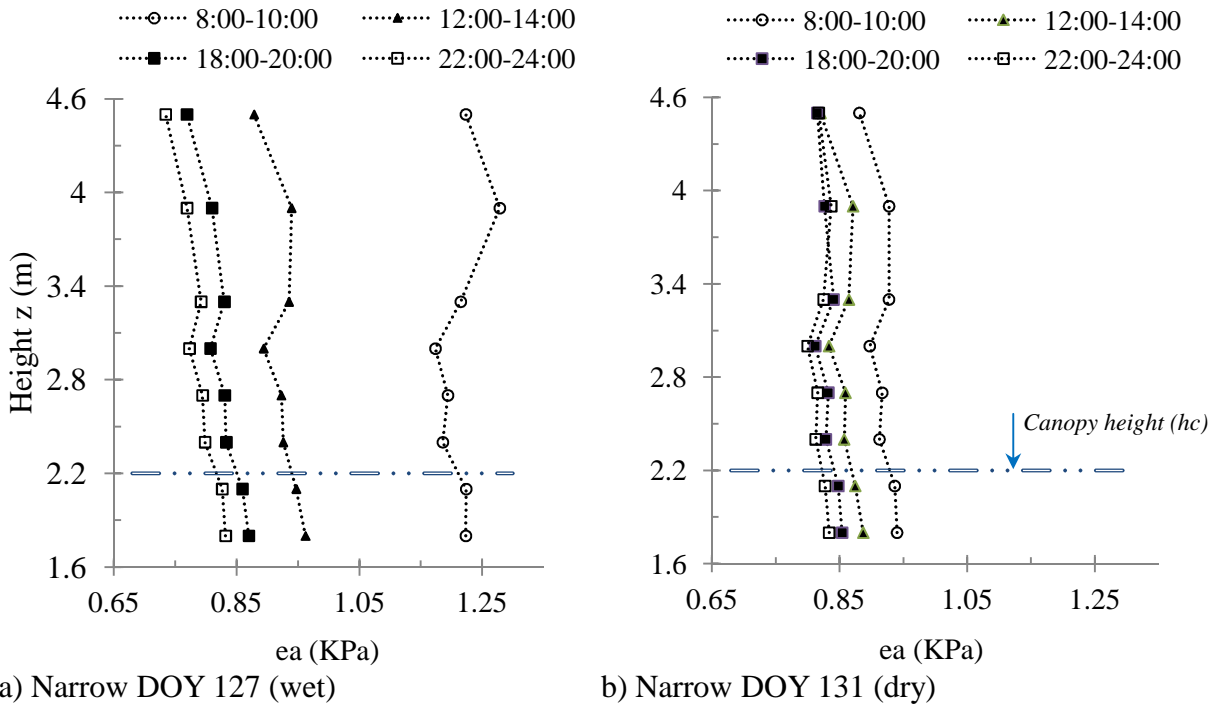 8:00-10:00 12:00-14:00
18:00-20:00 22:00-24:00
4.6
4
3.4
2.8
2.2
1.6
Height z (m)
0.65 0.85 1.05 1.25
ea (KPa)
a) Narrow DOY 127 (wet)
8:00-10:00 12:00-14:00
18:00-20:00 22:00-24:00
4.6
4
3.4
2.8
2.2
1.6
Canopy height (hc)
0.65 0.85 1.05 1.25
ea (KPa)
b) Narrow DOY 131 (dry)